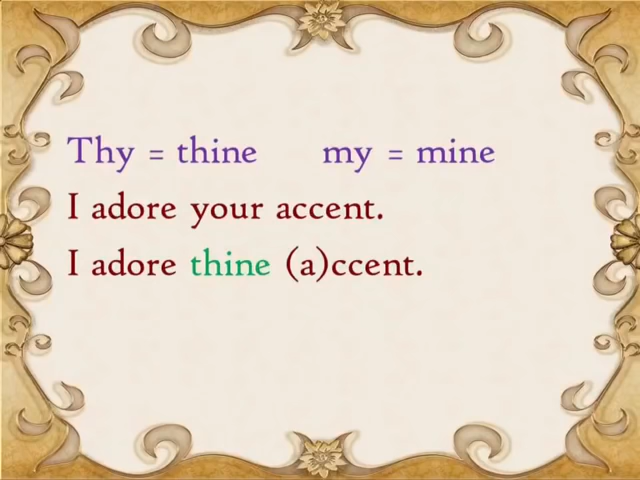 Thy = thine my = mine
I adore your accent.
I adore thine (a)ccent.